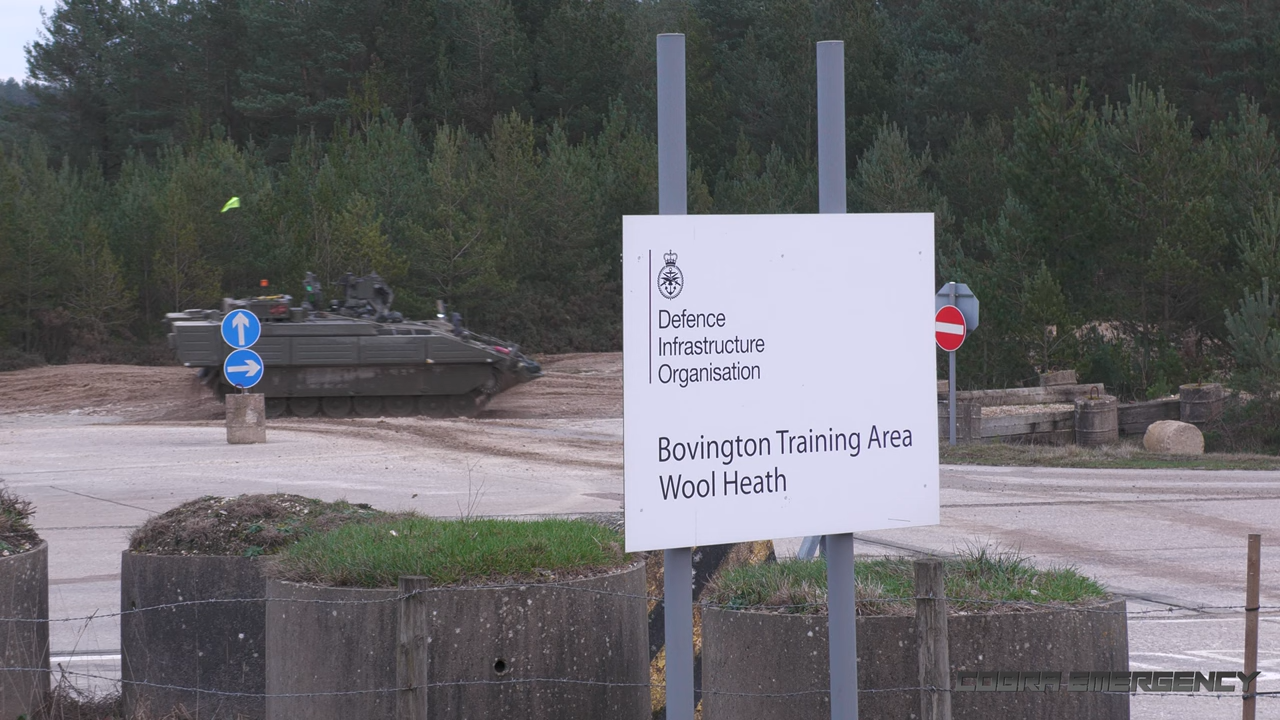 Defence
Infrastructure
Organisation
Bovington Training Area
Wool Heath
COBRA EMERGENCY